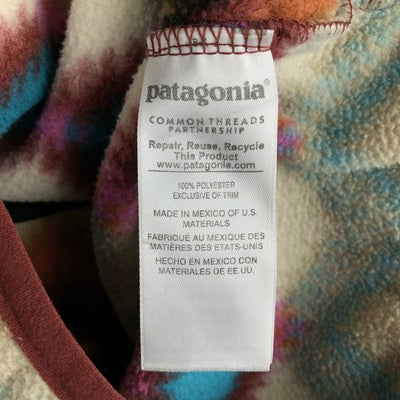 patagonia®
COMMON THREADS
PARTNERSHIP
Repair, Reuse, Recycle
This Product
www.patagonia.com
100% POLYESTER
EXCLUSIVE OF TRIM
MADE IN MEXICO OF U.S.
MATERIALS
FABRIQUÉ AU MEXIQUE DES
MATIÈRES DES ETATS-UNIS
HECHO EN MEXICO CON
MATERIALES DE EE.UU.